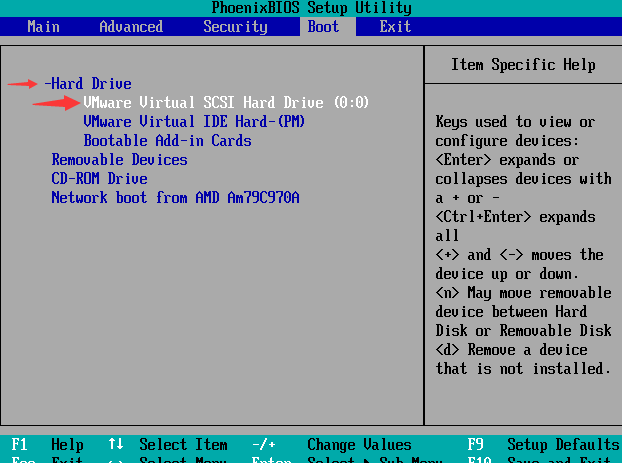 PhoenixBIOS Setup Utility
Main Advanced Security Boot Exit
Item Specific Help
-Hard Drive
VMware Virtual SCSI Hard Drive (0:0)
VMware Virtual IDE Hard-(PM)
Bootable Add-in Cards
Removable Devices
CD-ROM Drive
Network boot from AMD Am79C970A
Keys used to view or
configure devices:
<Enter> expands or
collapses devices with
a + or -
<Ctrl+Enter> expands
all
<+> and <-> moves the
device up or down.
<n> May move removable
device between Hard
Disk or Removable Disk
<d> Remove a device
that is not installed.
F1 Help ↑↓ Select Item -/+ Change Values F9 Setup Defaults
Esc Exit ↔ Select Menu Enter Select ▶ Sub-Menu F10 Save and Exit